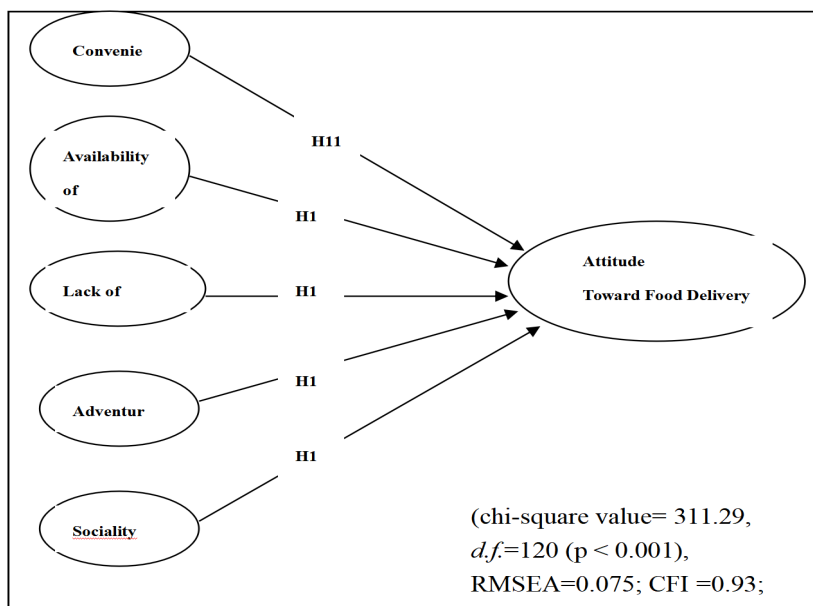 Convenie
H11
Availability
of
H1
Lack of
H1
Attitude
Toward Food Delivery
Adventur
H1
Sociality
H1
(chi-square value= 311.29,
d.f.=120 (p < 0.001),
RMSEA=0.075; CFI =0.93;